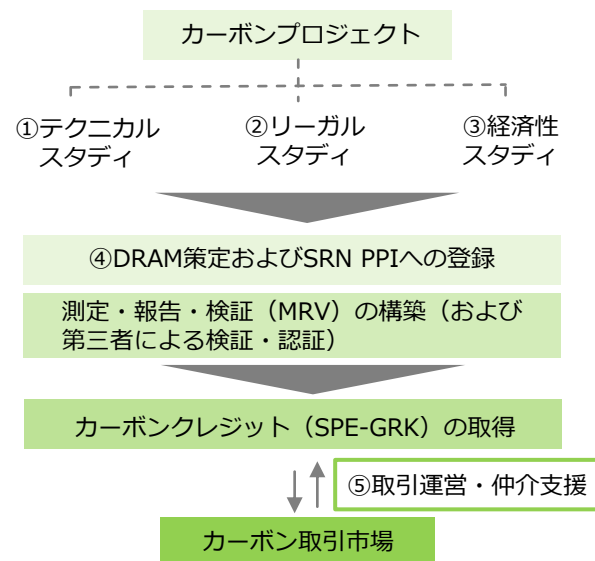 カーボンプロジェクト
①テクニカル
スタディ
②リーガル
スタディ
③経済性
スタディ
④DRAM策定およびSRN PPIへの登録
測定・報告・検証（MRV）の構築（および
第三者による検証・認証）
カーボンクレジット（SPE-GRK）の取得
⑤取引運営・仲介支援
カーボン取引市場